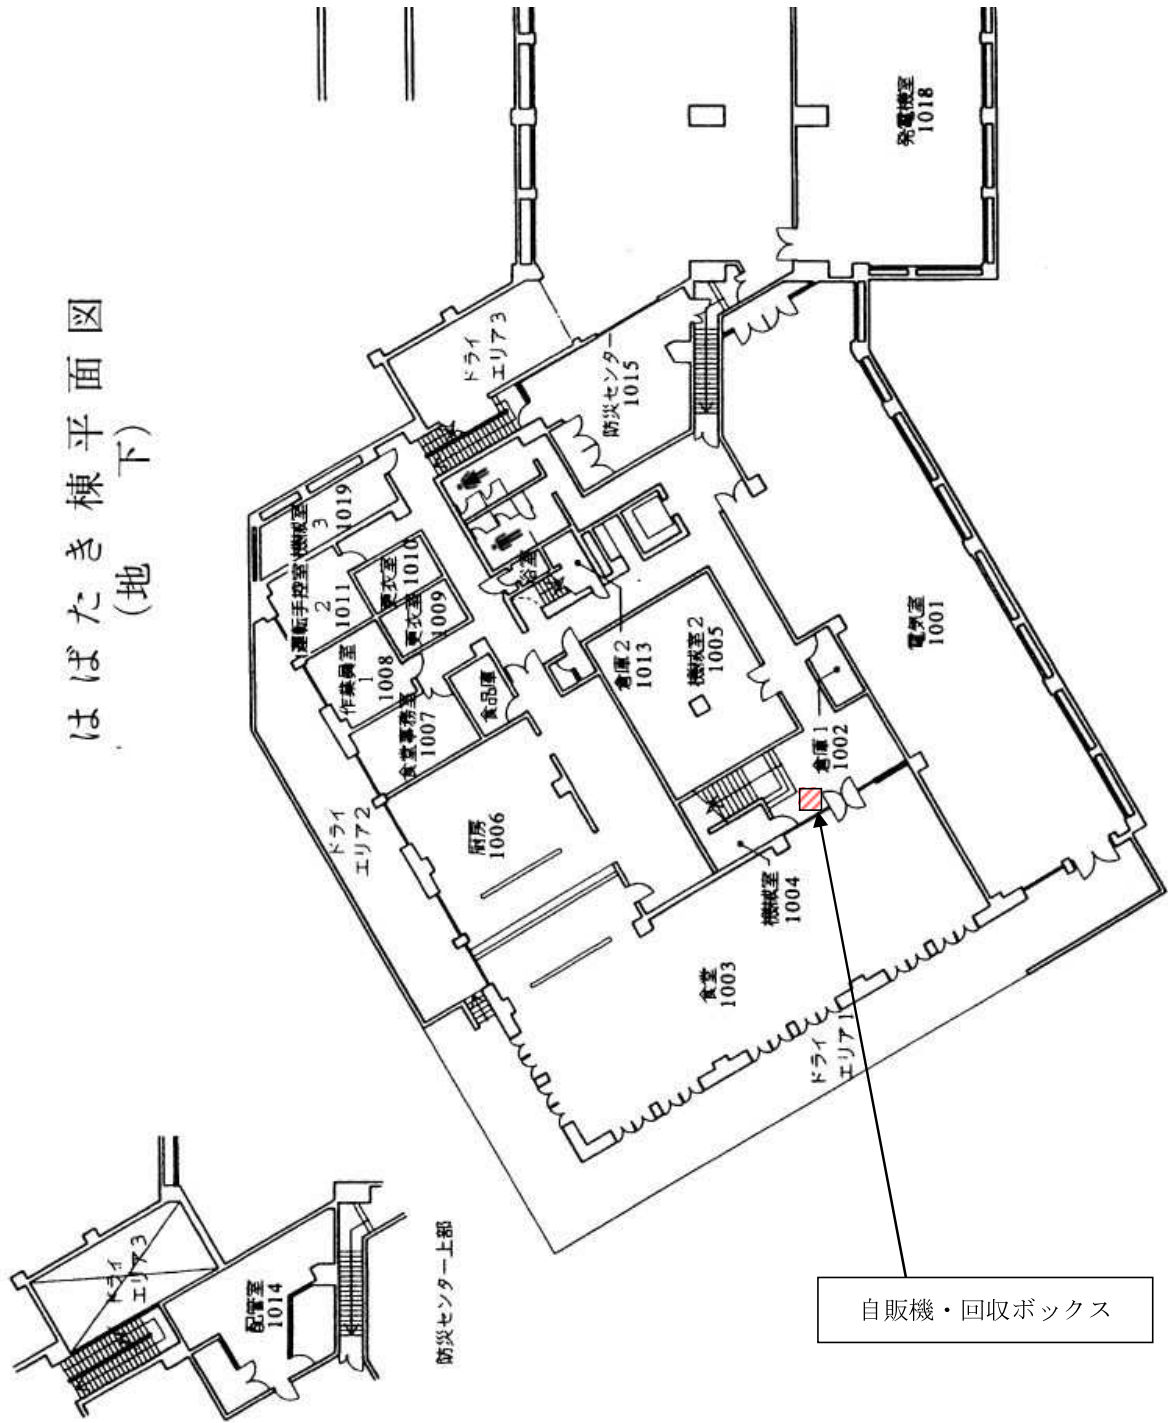 はばたき棟平面図
(地　下)
発電機室
1018
ドライ
エリア3
防災センター
1015
機械室
3
1019
運転手控室
2
1011
更衣室
1010
更衣室
1009
作業員室
1
1008
食堂事務室
1007
食品庫
浴室
倉庫2
1013
機械室2
1005
電気室
1001
倉庫1
1002
ドライ
エリア2
厨房
1006
機械室
1004
食堂
1003
ドライ
エリア1
ドライ
エリア3
配管室
1014
防災センター上部
自販機・回収ボックス